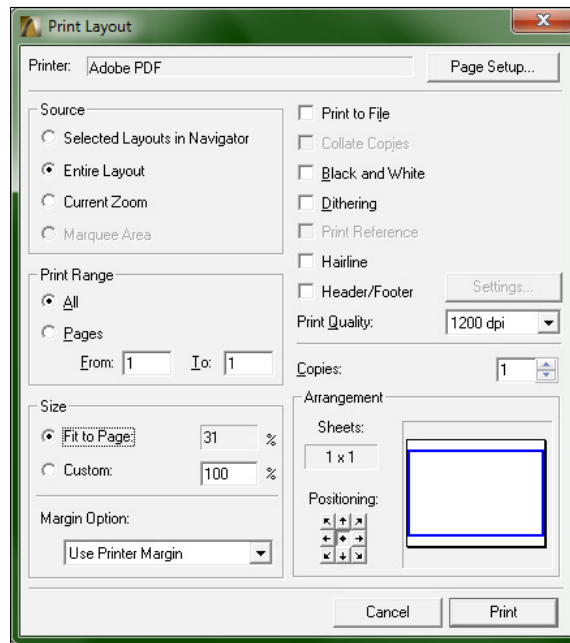 Print Layout
Printer: Adobe PDF Page Setup...
Source
Selected Layouts in Navigator
Entire Layout
Current Zoom
Marquee Area
Print Range
All
Pages
From: 1 To: 1
Size
Fit to Page: 31 %
Custom: 100 %
Margin Option:
Use Printer Margin
Print to File
Collate Copies
Black and White
Dithering
Print Reference
Hairline
Header/Footer Settings...
Print Quality: 1200 dpi
Copies: 1
Arrangement
Sheets:
1 x 1
Positioning:
Cancel Print